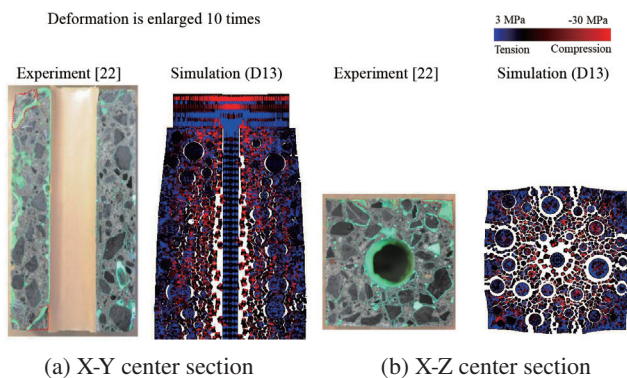 Deformation is enlarged 10 times
3 MPa
-30 MPa
Tension
Compression
Experiment [22]
Simulation (D13)
Experiment [22]
Simulation (D13)
(a) X-Y center section
(b) X-Z center section